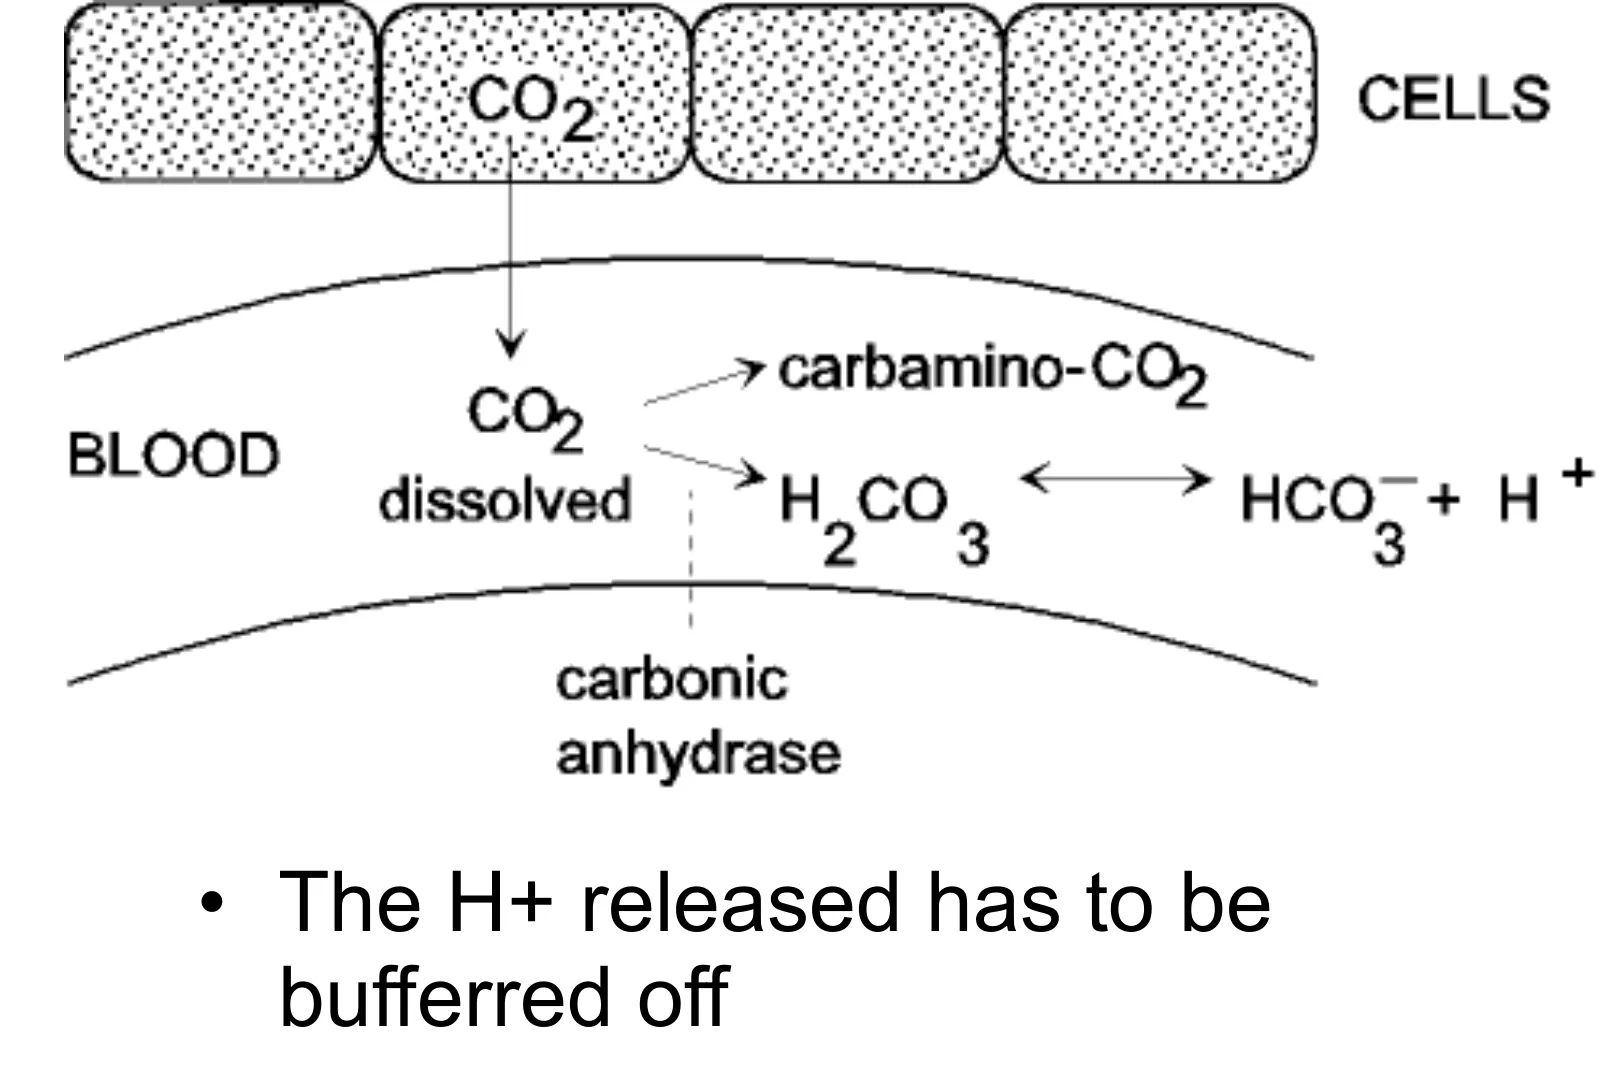 CO2
CELLS
carbamino-CO2
CO2
BLOOD
dissolved
H2CO3
HCO3− + H+
carbonic
anhydrase
• The H+ released has to be
bufferred off